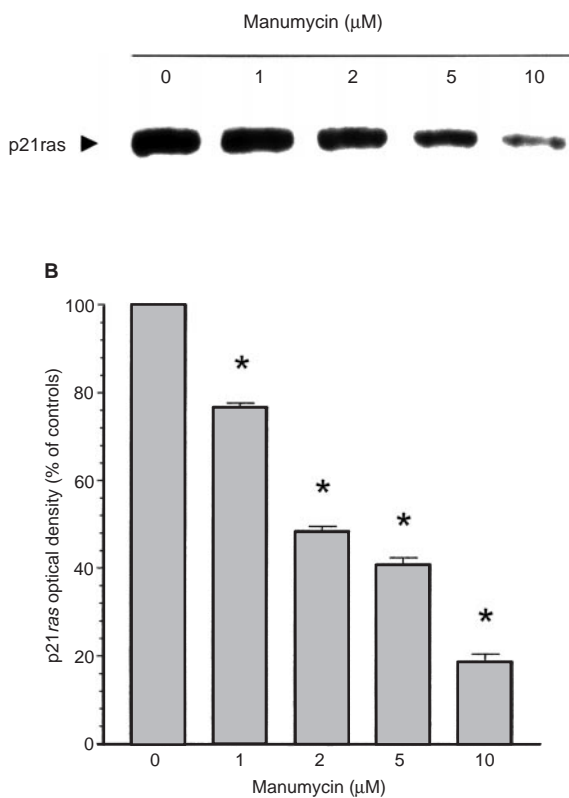 Manumycin (μM)
0 1 2 5 10
p21ras ►
B
p21ras optical density (% of controls)
100
80
60
40
20
0
*
*
*
*
0 1 2 5 10
Manumycin (μM)